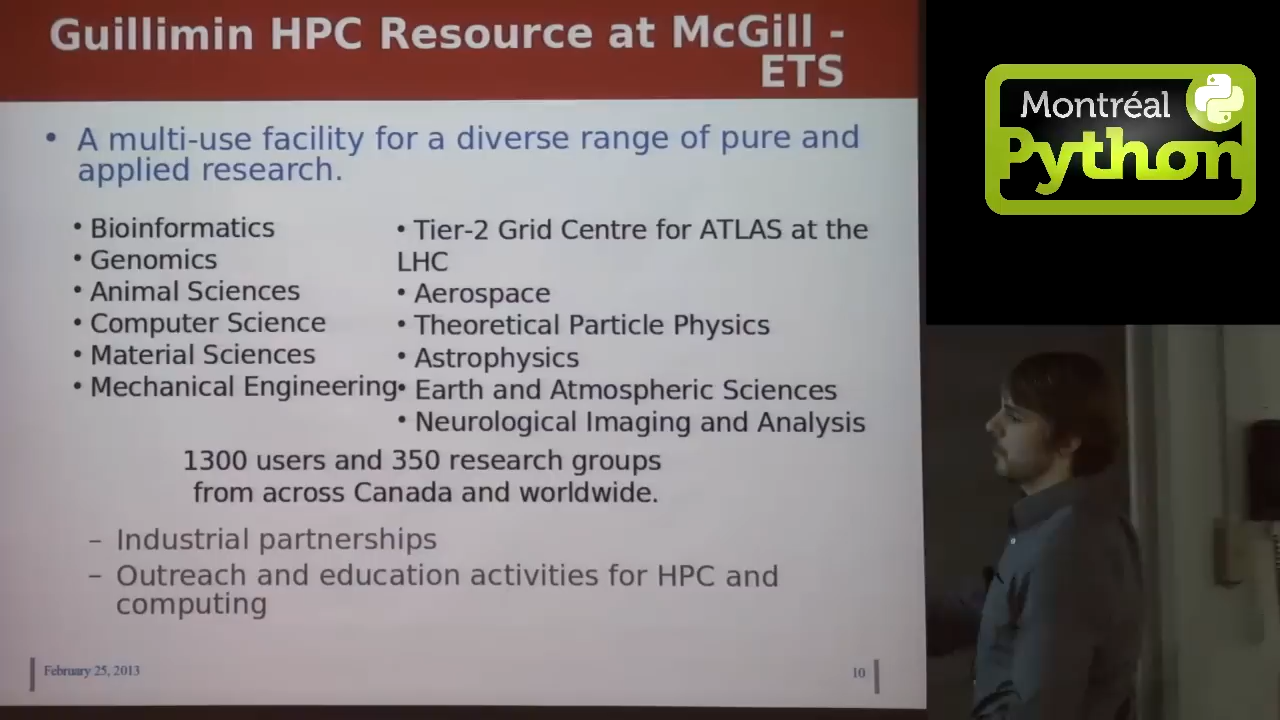 Guillimin HPC Resource at McGill -
ETS
• A multi-use facility for a diverse range of pure and
applied research.
• Bioinformatics
• Genomics
• Animal Sciences
• Computer Science
• Material Sciences
• Mechanical Engineering
• Tier-2 Grid Centre for ATLAS at the
LHC
• Aerospace
• Theoretical Particle Physics
• Astrophysics
• Earth and Atmospheric Sciences
• Neurological Imaging and Analysis
1300 users and 350 research groups
from across Canada and worldwide.
– Industrial partnerships
– Outreach and education activities for HPC and
computing
February 25, 2013
10
Montréal
Python